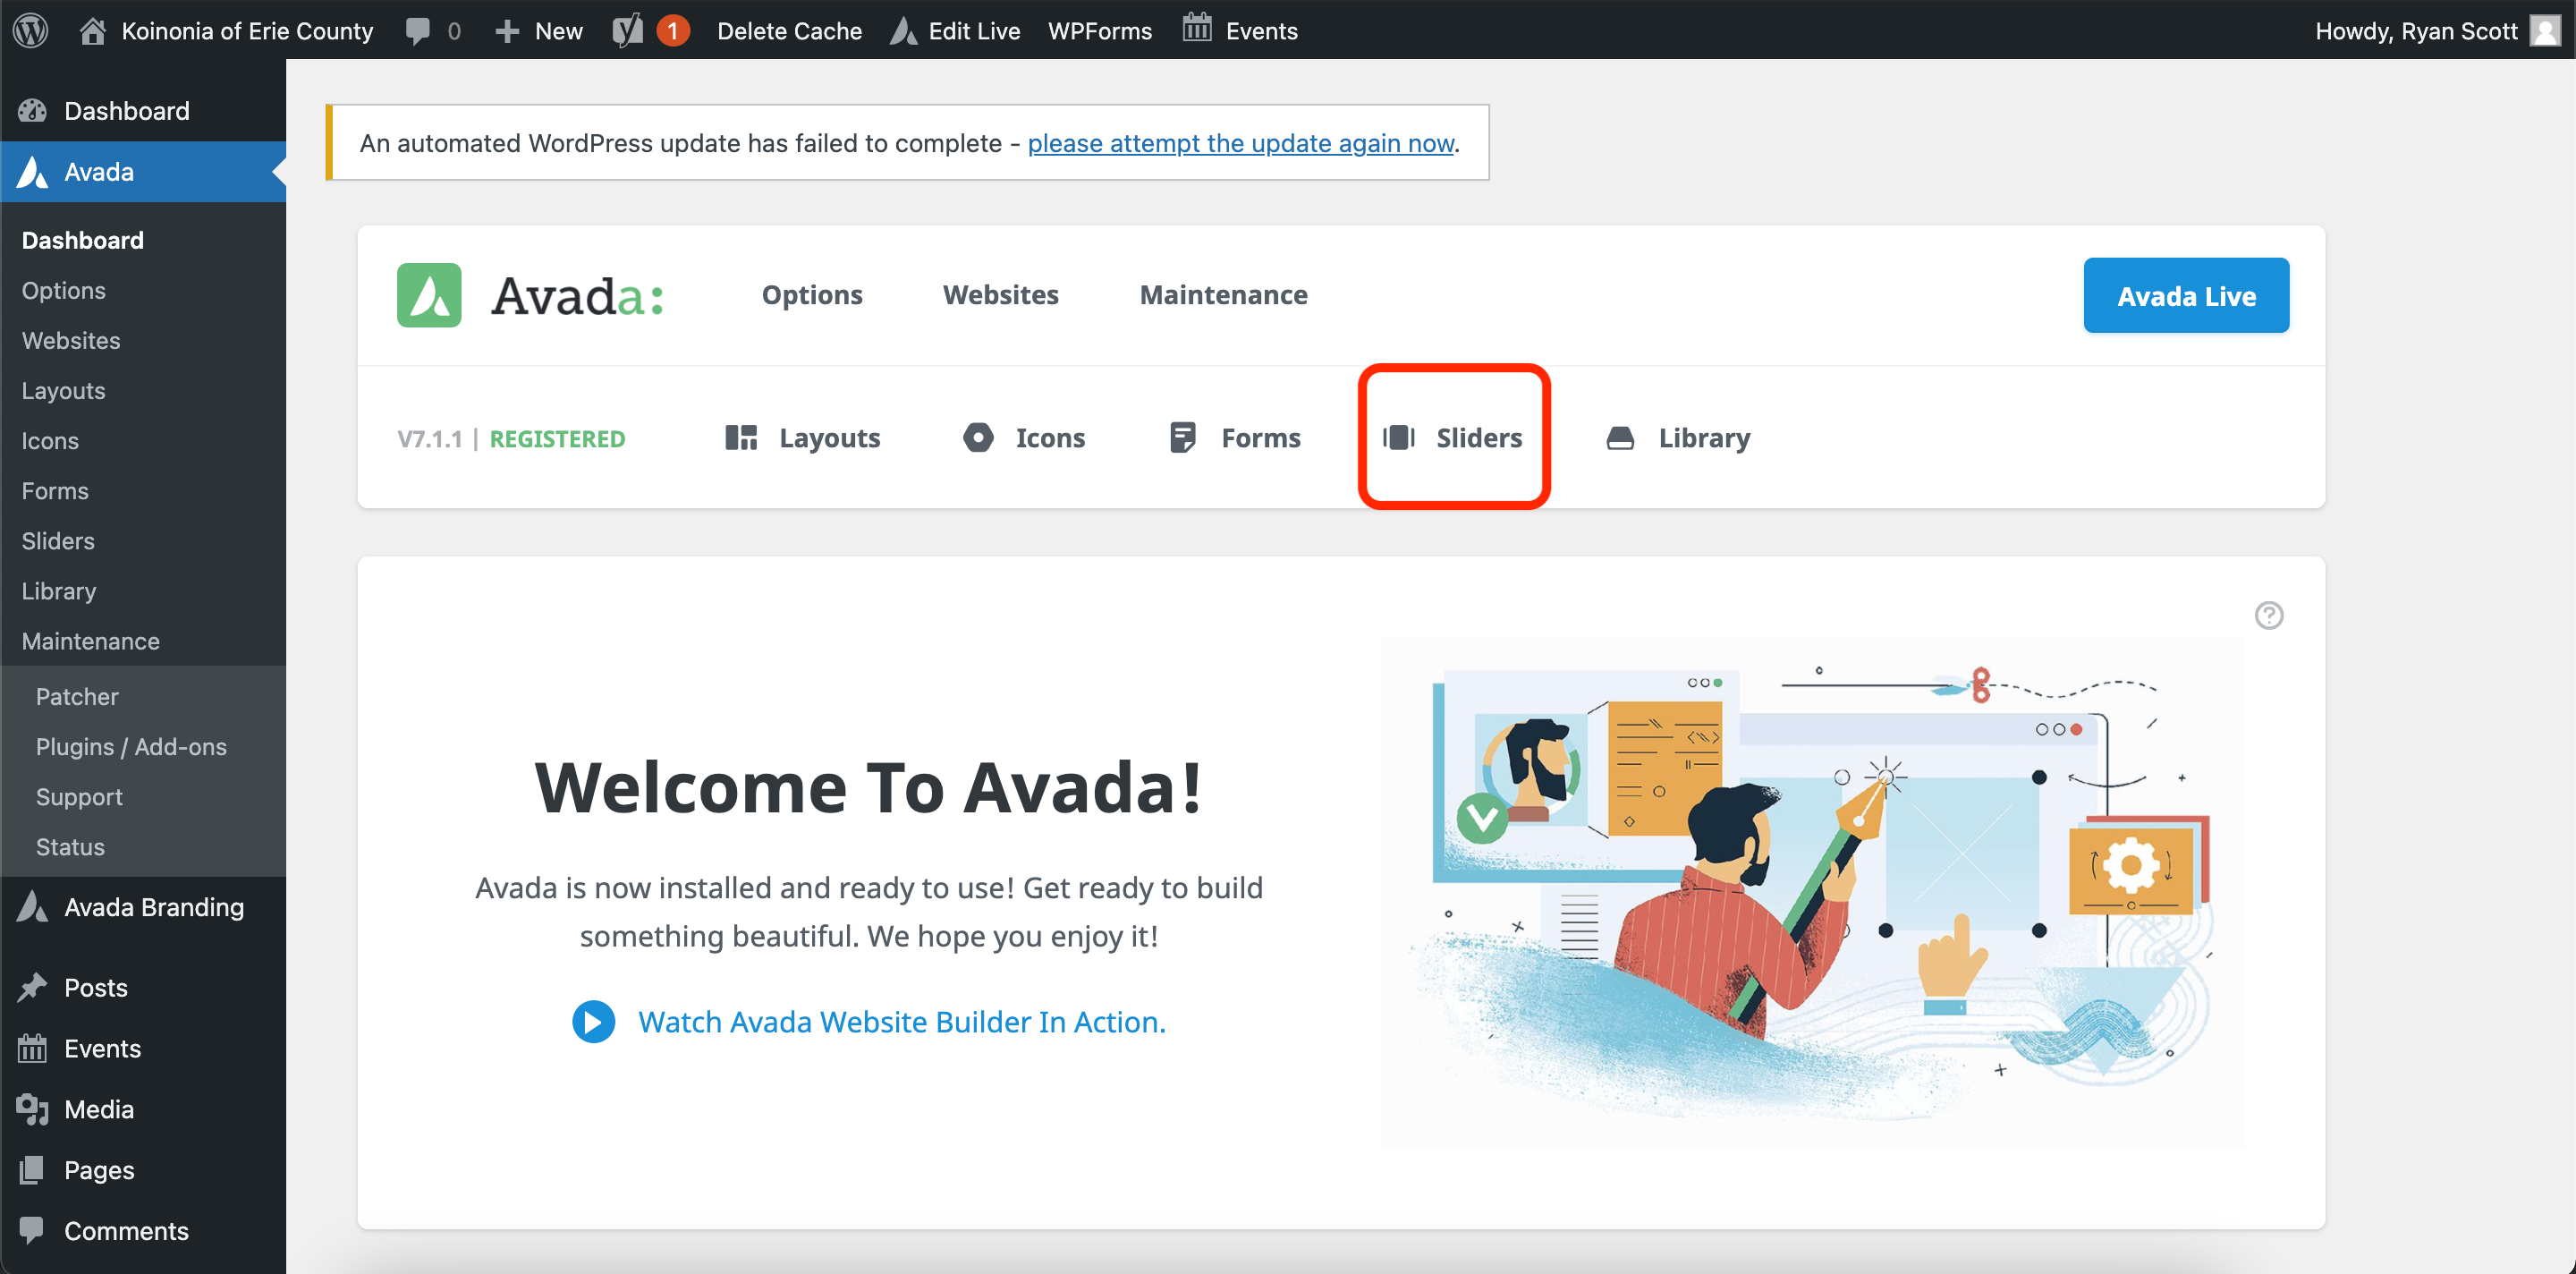 Koinonia of Erie County 0 New 1 Delete Cache Edit Live WPForms Events Howdy, Ryan Scott
Dashboard
Avada
Dashboard
Options
Websites
Layouts
Icons
Forms
Sliders
Library
Maintenance
Patcher
Plugins / Add-ons
Support
Status
Avada Branding
Posts
Events
Media
Pages
Comments
An automated WordPress update has failed to complete - please attempt the update again now.
Avada: Options Websites Maintenance Avada Live
V7.1.1 | REGISTERED Layouts Icons Forms Sliders Library
Welcome To Avada!
Avada is now installed and ready to use! Get ready to build
something beautiful. We hope you enjoy it!
Watch Avada Website Builder In Action.